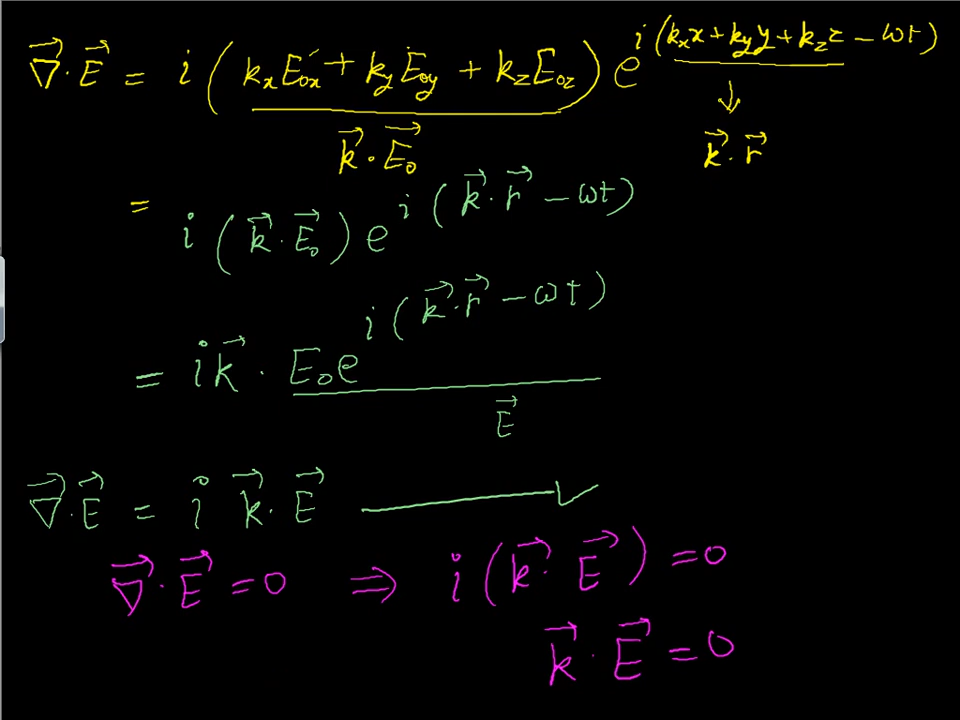 ∇⃗·E⃗ = i(kₓE₀ₓ + k_yE₀y + k_zE₀z) e^{i(kₓx + k_yy + k_zz − ωt)}
k⃗·E⃗₀ ↓
k⃗·r⃗
= i(k⃗·E⃗₀) e^{i(k⃗·r⃗ − ωt)}
= ik⃗ · E₀e^{i(k⃗·r⃗ − ωt)}
E⃗
∇⃗·E⃗ = i k⃗·E⃗
∇⃗·E⃗ = 0 ⇒ i(k⃗·E⃗) = 0
k⃗·E⃗ = 0